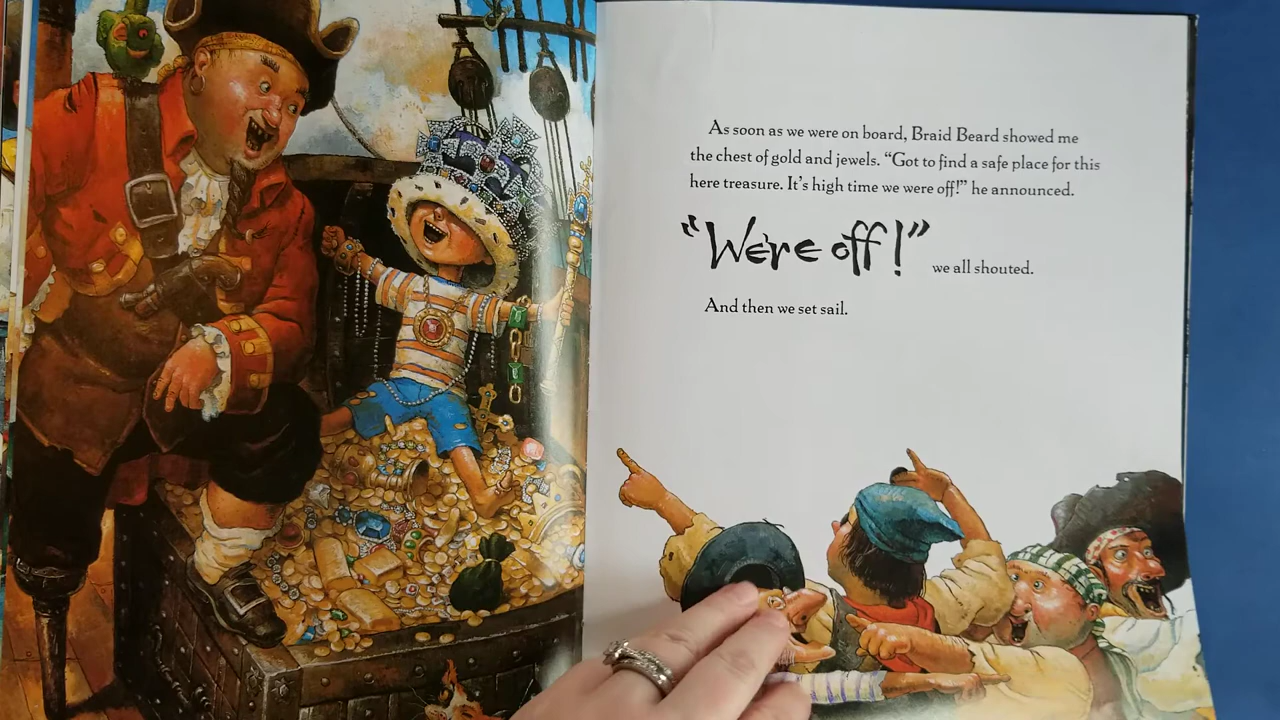 As soon as we were on board, Braid Beard showed me
the chest of gold and jewels. “Got to find a safe place for this
here treasure. It’s high time we were off!” he announced.
“We’re off!” we all shouted.
And then we set sail.